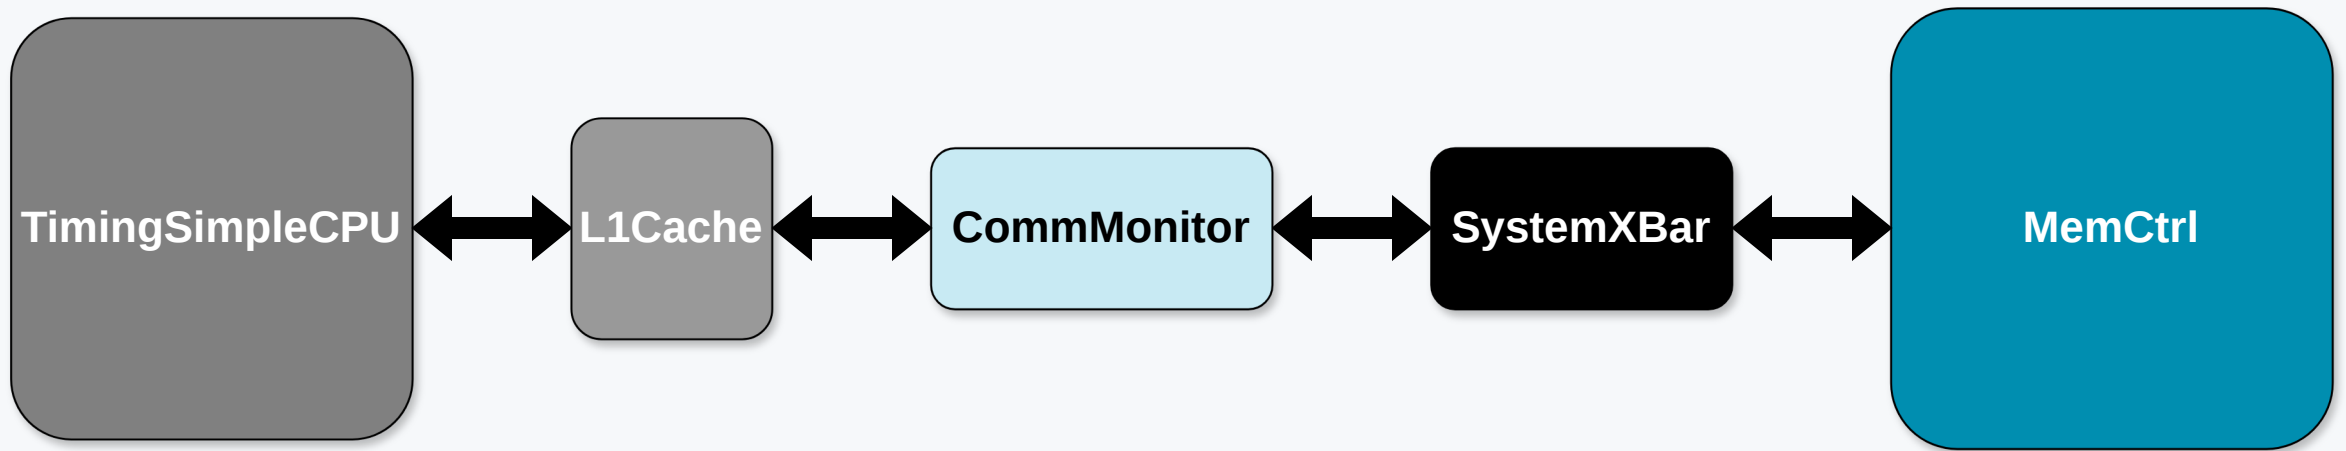 TimingSimpleCPU
L1Cache
CommMonitor
SystemXBar
MemCtrl